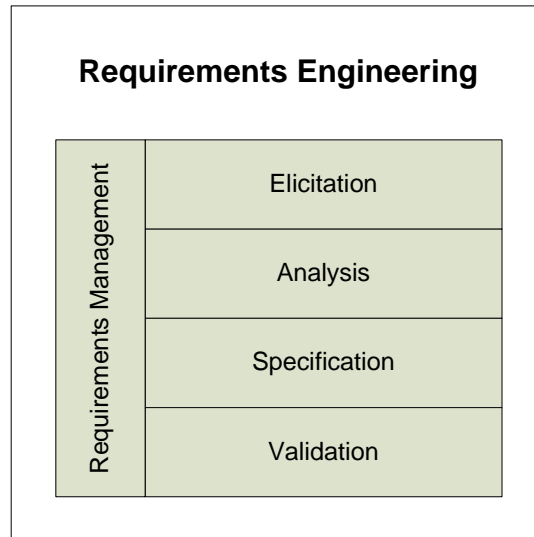 Requirements Engineering
Requirements Management
Elicitation
Analysis
Specification
Validation